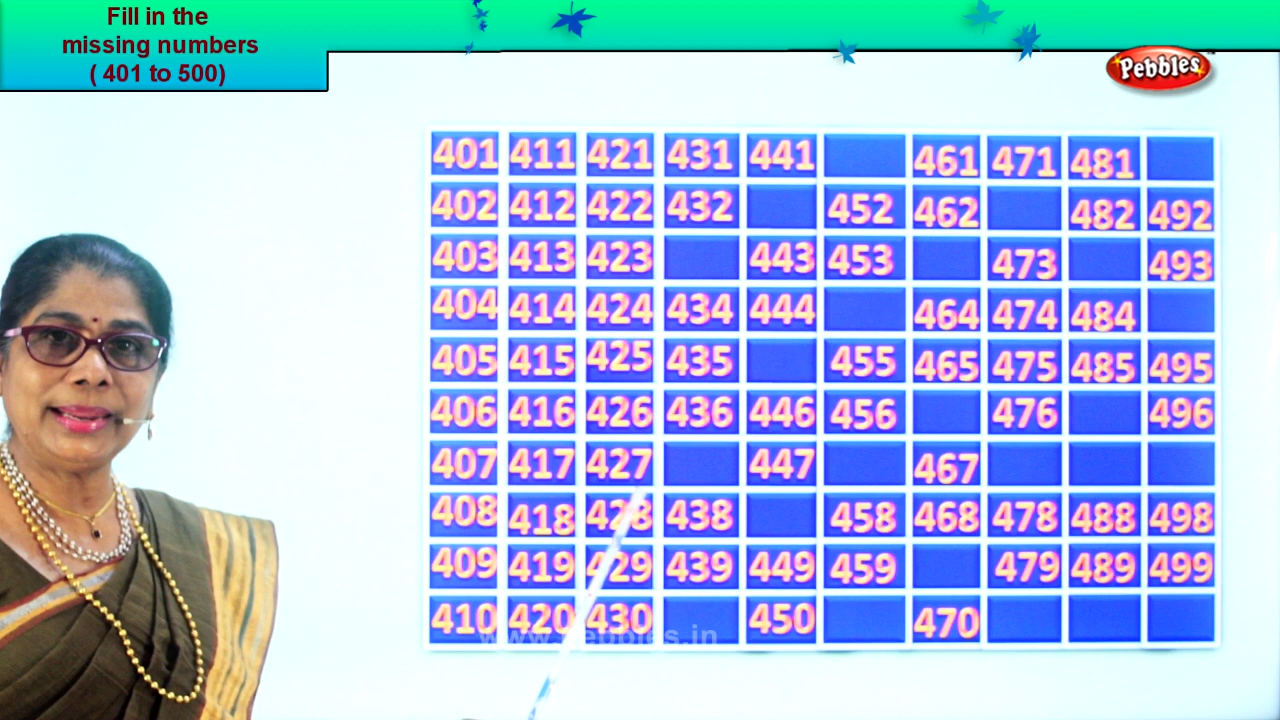 Fill in the
missing numbers
( 401 to 500)
Pebbles
401 411 421 431 441 461 471 481
402 412 422 432 452 462 482 492
403 413 423 443 453 473 493
404 414 424 434 444 464 474 484
405 415 425 435 455 465 475 485 495
406 416 426 436 446 456 476 496
407 417 427 447 467
408 418 428 438 458 468 478 488 498
409 419 429 439 449 459 479 489 499
410 420 430 450 470
www.pebbles.in